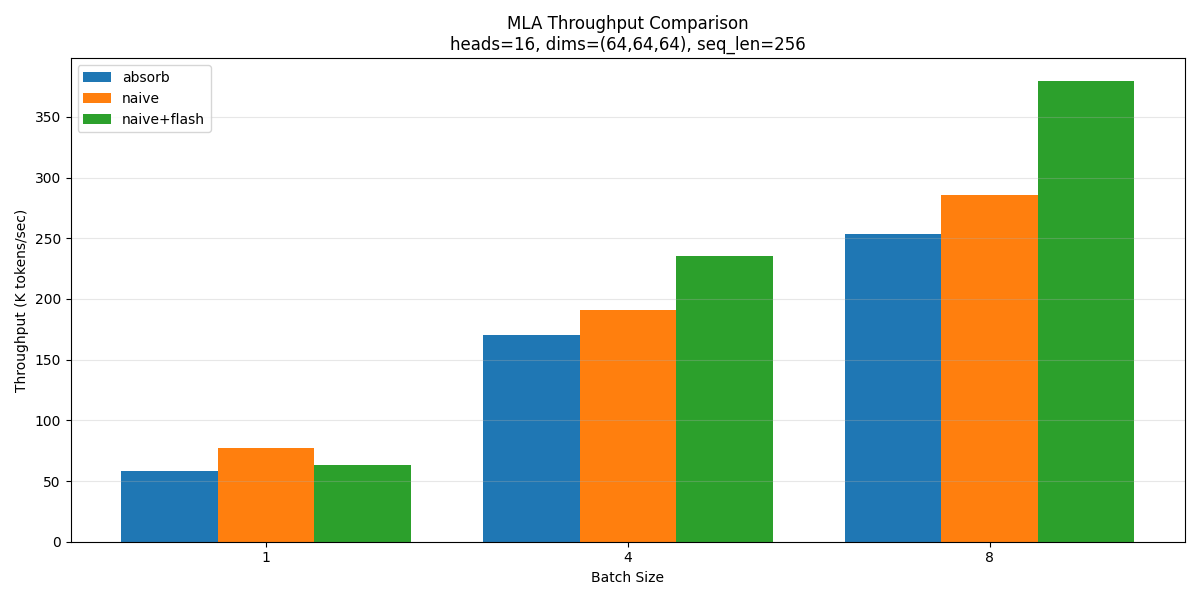 MLA Throughput Comparison
heads=16, dims=(64,64,64), seq_len=256
absorb
naive
naive+flash
Throughput (K tokens/sec)
350
300
250
200
150
100
50
0
1
4
8
Batch Size